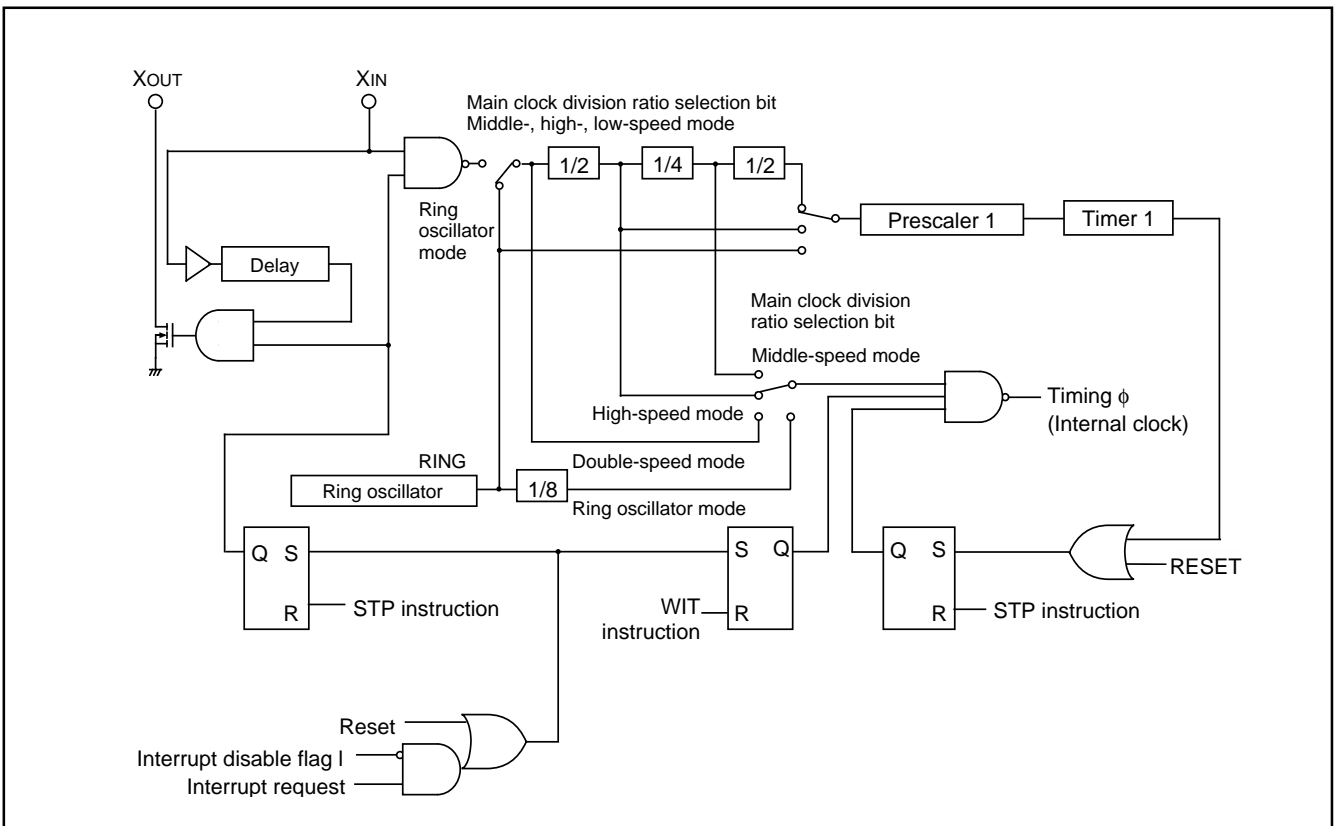 XOUT
XIN
Main clock division ratio selection bit
Middle-, high-, low-speed mode
1/2
1/4
1/2
Ring
oscillator
mode
Prescaler 1
Timer 1
Delay
Main clock division
ratio selection bit
Middle-speed mode
High-speed mode
Timing ϕ
(Internal clock)
RING
Double-speed mode
Ring oscillator
1/8
Ring oscillator mode
Q S
R
STP instruction
S Q
R
WIT
instruction
Q S
R
STP instruction
RESET
Reset
Interrupt disable flag I
Interrupt request